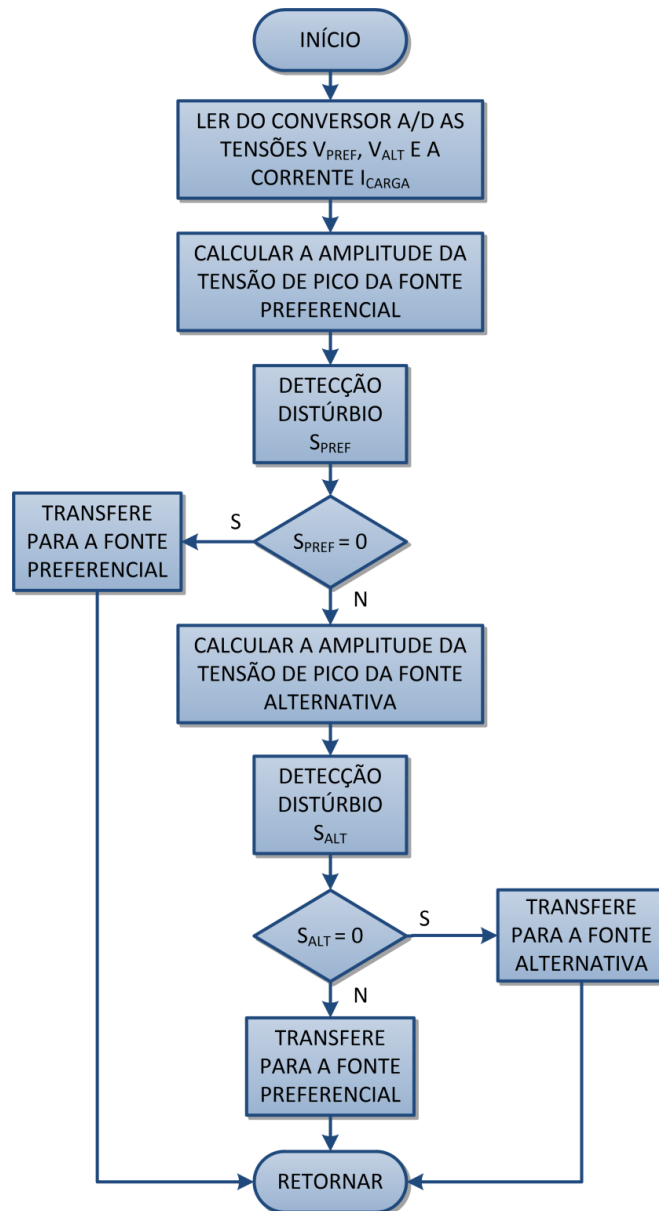 INÍCIO
LER DO CONVERSOR A/D AS
TENSÕES VPREF, VALT E A
CORRENTE ICARGA
CALCULAR A AMPLITUDE DA
TENSÃO DE PICO DA FONTE
PREFERENCIAL
DETECÇÃO
DISTÚRBIO
SPREF
TRANSFERE
PARA A FONTE
PREFERENCIAL
S
SPREF = 0
N
CALCULAR A AMPLITUDE DA
TENSÃO DE PICO DA FONTE
ALTERNATIVA
DETECÇÃO
DISTÚRBIO
SALT
SALT = 0
S
TRANSFERE
PARA A FONTE
ALTERNATIVA
N
TRANSFERE
PARA A FONTE
PREFERENCIAL
RETORNAR